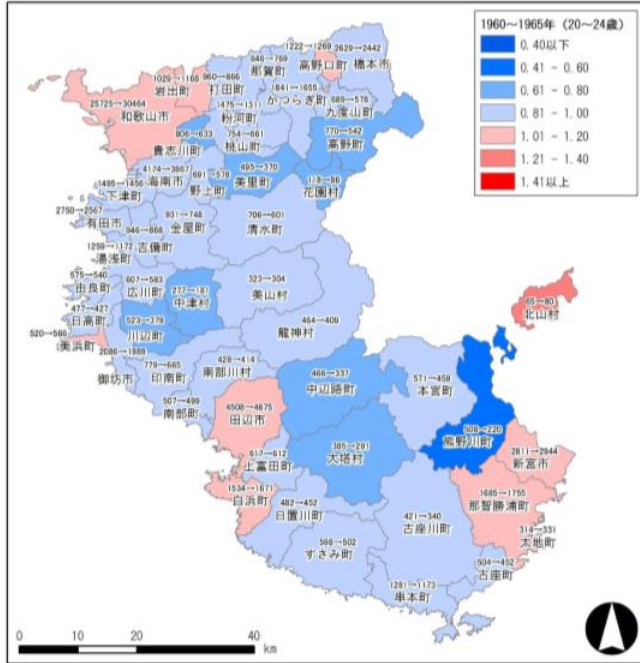 1960～1965年 (20～24歳)
0.40以下
0.41 - 0.60
0.61 - 0.80
0.81 - 1.00
1.01 - 1.20
1.21 - 1.40
1.41以上
1222→1269
高野口町
2629→2442
橋本市
846→769
那賀町
1029→1168
岩出町
960→866
打田町
1841→1655
かつらぎ町
25725→30464
和歌山市
1475→1311
粉河町
689→578
九度山町
806→633
貴志川町
754→661
桃山町
770→542
高野町
4174→3867
海南市
691→578
野上町
495→370
美里町
118→86
花園村
1485→1456
下津町
2750→2567
有田市
931→748
金屋町
706→601
清水町
946→868
吉備町
1259→1172
湯浅町
575→540
由良町
607→583
広川町
277→181
中津村
323→304
美山村
65→80
北山村
477→427
日高町
523→379
川辺町
464→409
龍神村
520→566
美浜町
2086→1989
御坊市
779→665
印南町
428→414
南部川村
466→337
中辺路町
571→459
本宮町
507→499
南部町
4508→4675
田辺市
508→220
熊野川町
2811→2944
新宮市
617→612
上富田町
385→291
大塔村
1534→1671
白浜町
1685→1755
那智勝浦町
482→452
日置川町
421→340
古座川町
314→331
太地町
598→502
すさみ町
504→452
古座町
1281→1173
串本町
0 10 20 40
km